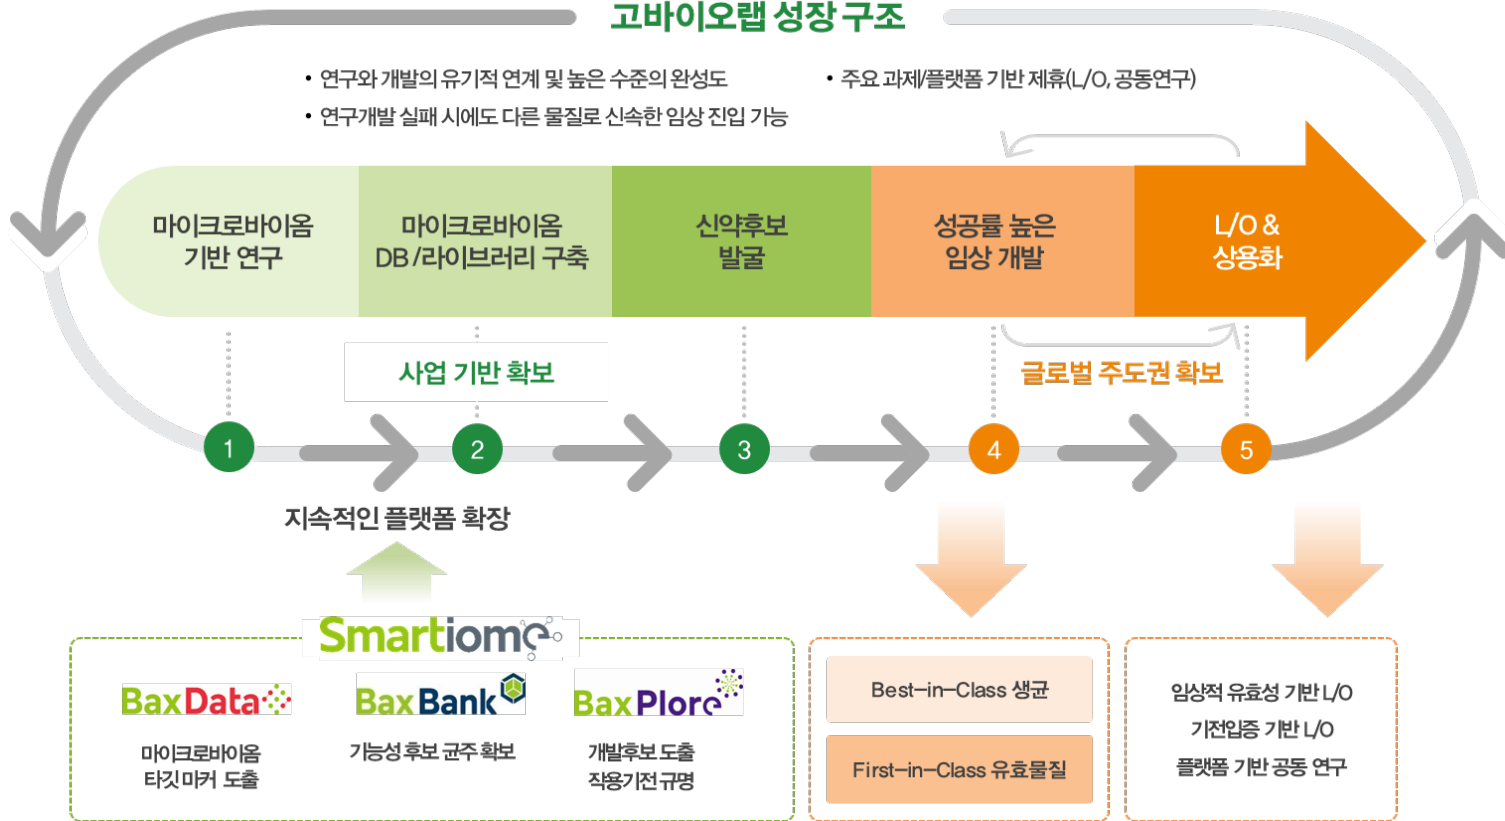 고바이오랩 성장 구조
• 연구와 개발의 유기적 연계 및 높은 수준의 완성도
• 연구개발 실패 시에도 다른 물질로 신속한 임상 진입 가능
• 주요 과제/플랫폼 기반 제휴(L/O, 공동연구)
마이크로바이옴
기반 연구
마이크로바이옴
DB /라이브러리 구축
신약후보
발굴
성공률 높은
임상 개발
L/O &
상용화
사업 기반 확보
글로벌 주도권 확보
1
2
3
4
5
지속적인 플랫폼 확장
Smartiome
BaxData
마이크로바이옴
타깃 마커 도출
BaxBank
기능성 후보 균주 확보
BaxPlore
개발후보 도출
작용기전 규명
Best-in-Class 생균
First-in-Class 유효물질
임상적 유효성 기반 L/O
기전입증 기반 L/O
플랫폼 기반 공동 연구